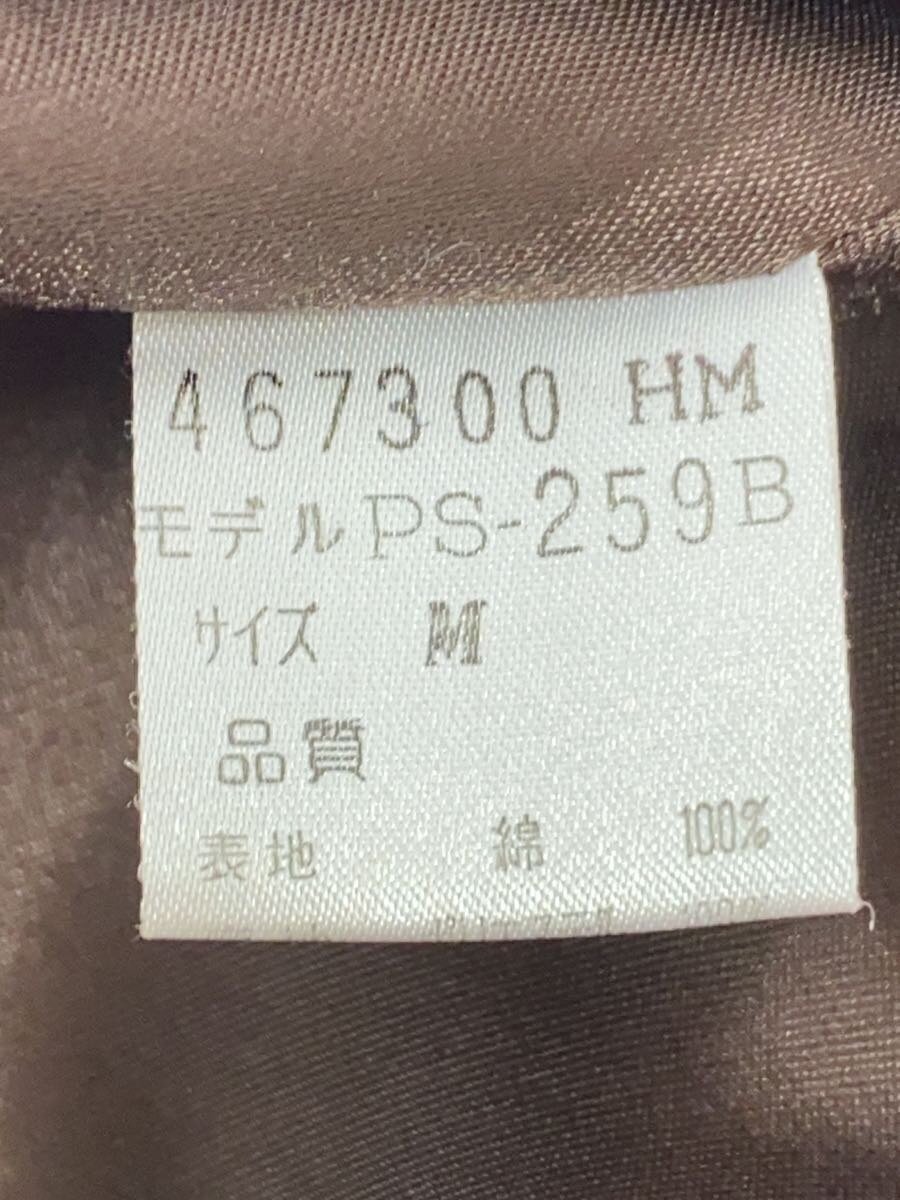 467300 HM
モデルPS-259B
サイズ M
品質
表地 綿 100%